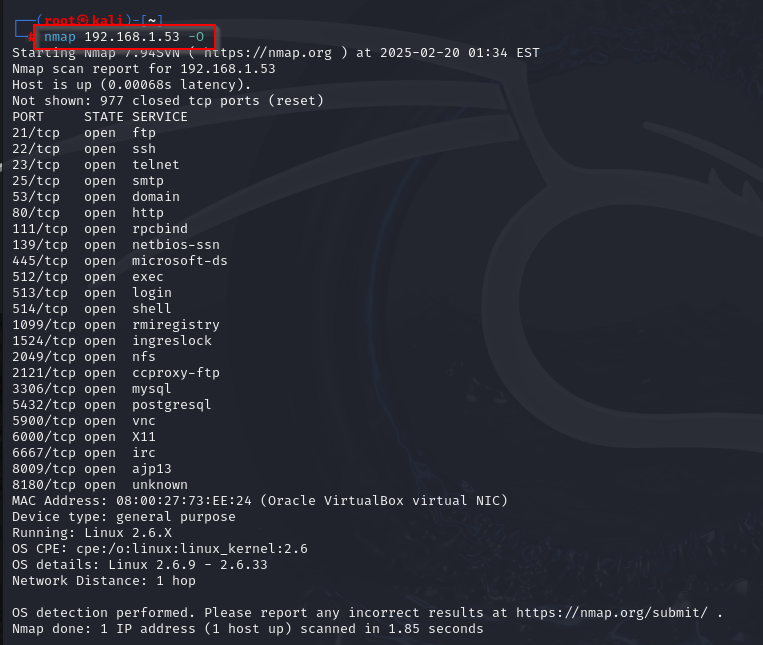 ┌──(root㉿kali)-[~]
└─# nmap 192.168.1.53 -O
Starting Nmap 7.94SVN ( https://nmap.org ) at 2025-02-20 01:34 EST
Nmap scan report for 192.168.1.53
Host is up (0.00068s latency).
Not shown: 977 closed tcp ports (reset)
PORT     STATE SERVICE
21/tcp   open  ftp
22/tcp   open  ssh
23/tcp   open  telnet
25/tcp   open  smtp
53/tcp   open  domain
80/tcp   open  http
111/tcp  open  rpcbind
139/tcp  open  netbios-ssn
445/tcp  open  microsoft-ds
512/tcp  open  exec
513/tcp  open  login
514/tcp  open  shell
1099/tcp open  rmiregistry
1524/tcp open  ingreslock
2049/tcp open  nfs
2121/tcp open  ccproxy-ftp
3306/tcp open  mysql
5432/tcp open  postgresql
5900/tcp open  vnc
6000/tcp open  X11
6667/tcp open  irc
8009/tcp open  ajp13
8180/tcp open  unknown
MAC Address: 08:00:27:73:EE:24 (Oracle VirtualBox virtual NIC)
Device type: general purpose
Running: Linux 2.6.X
OS CPE: cpe:/o:linux:linux_kernel:2.6
OS details: Linux 2.6.9 - 2.6.33
Network Distance: 1 hop
OS detection performed. Please report any incorrect results at https://nmap.org/submit/ .
Nmap done: 1 IP address (1 host up) scanned in 1.85 seconds